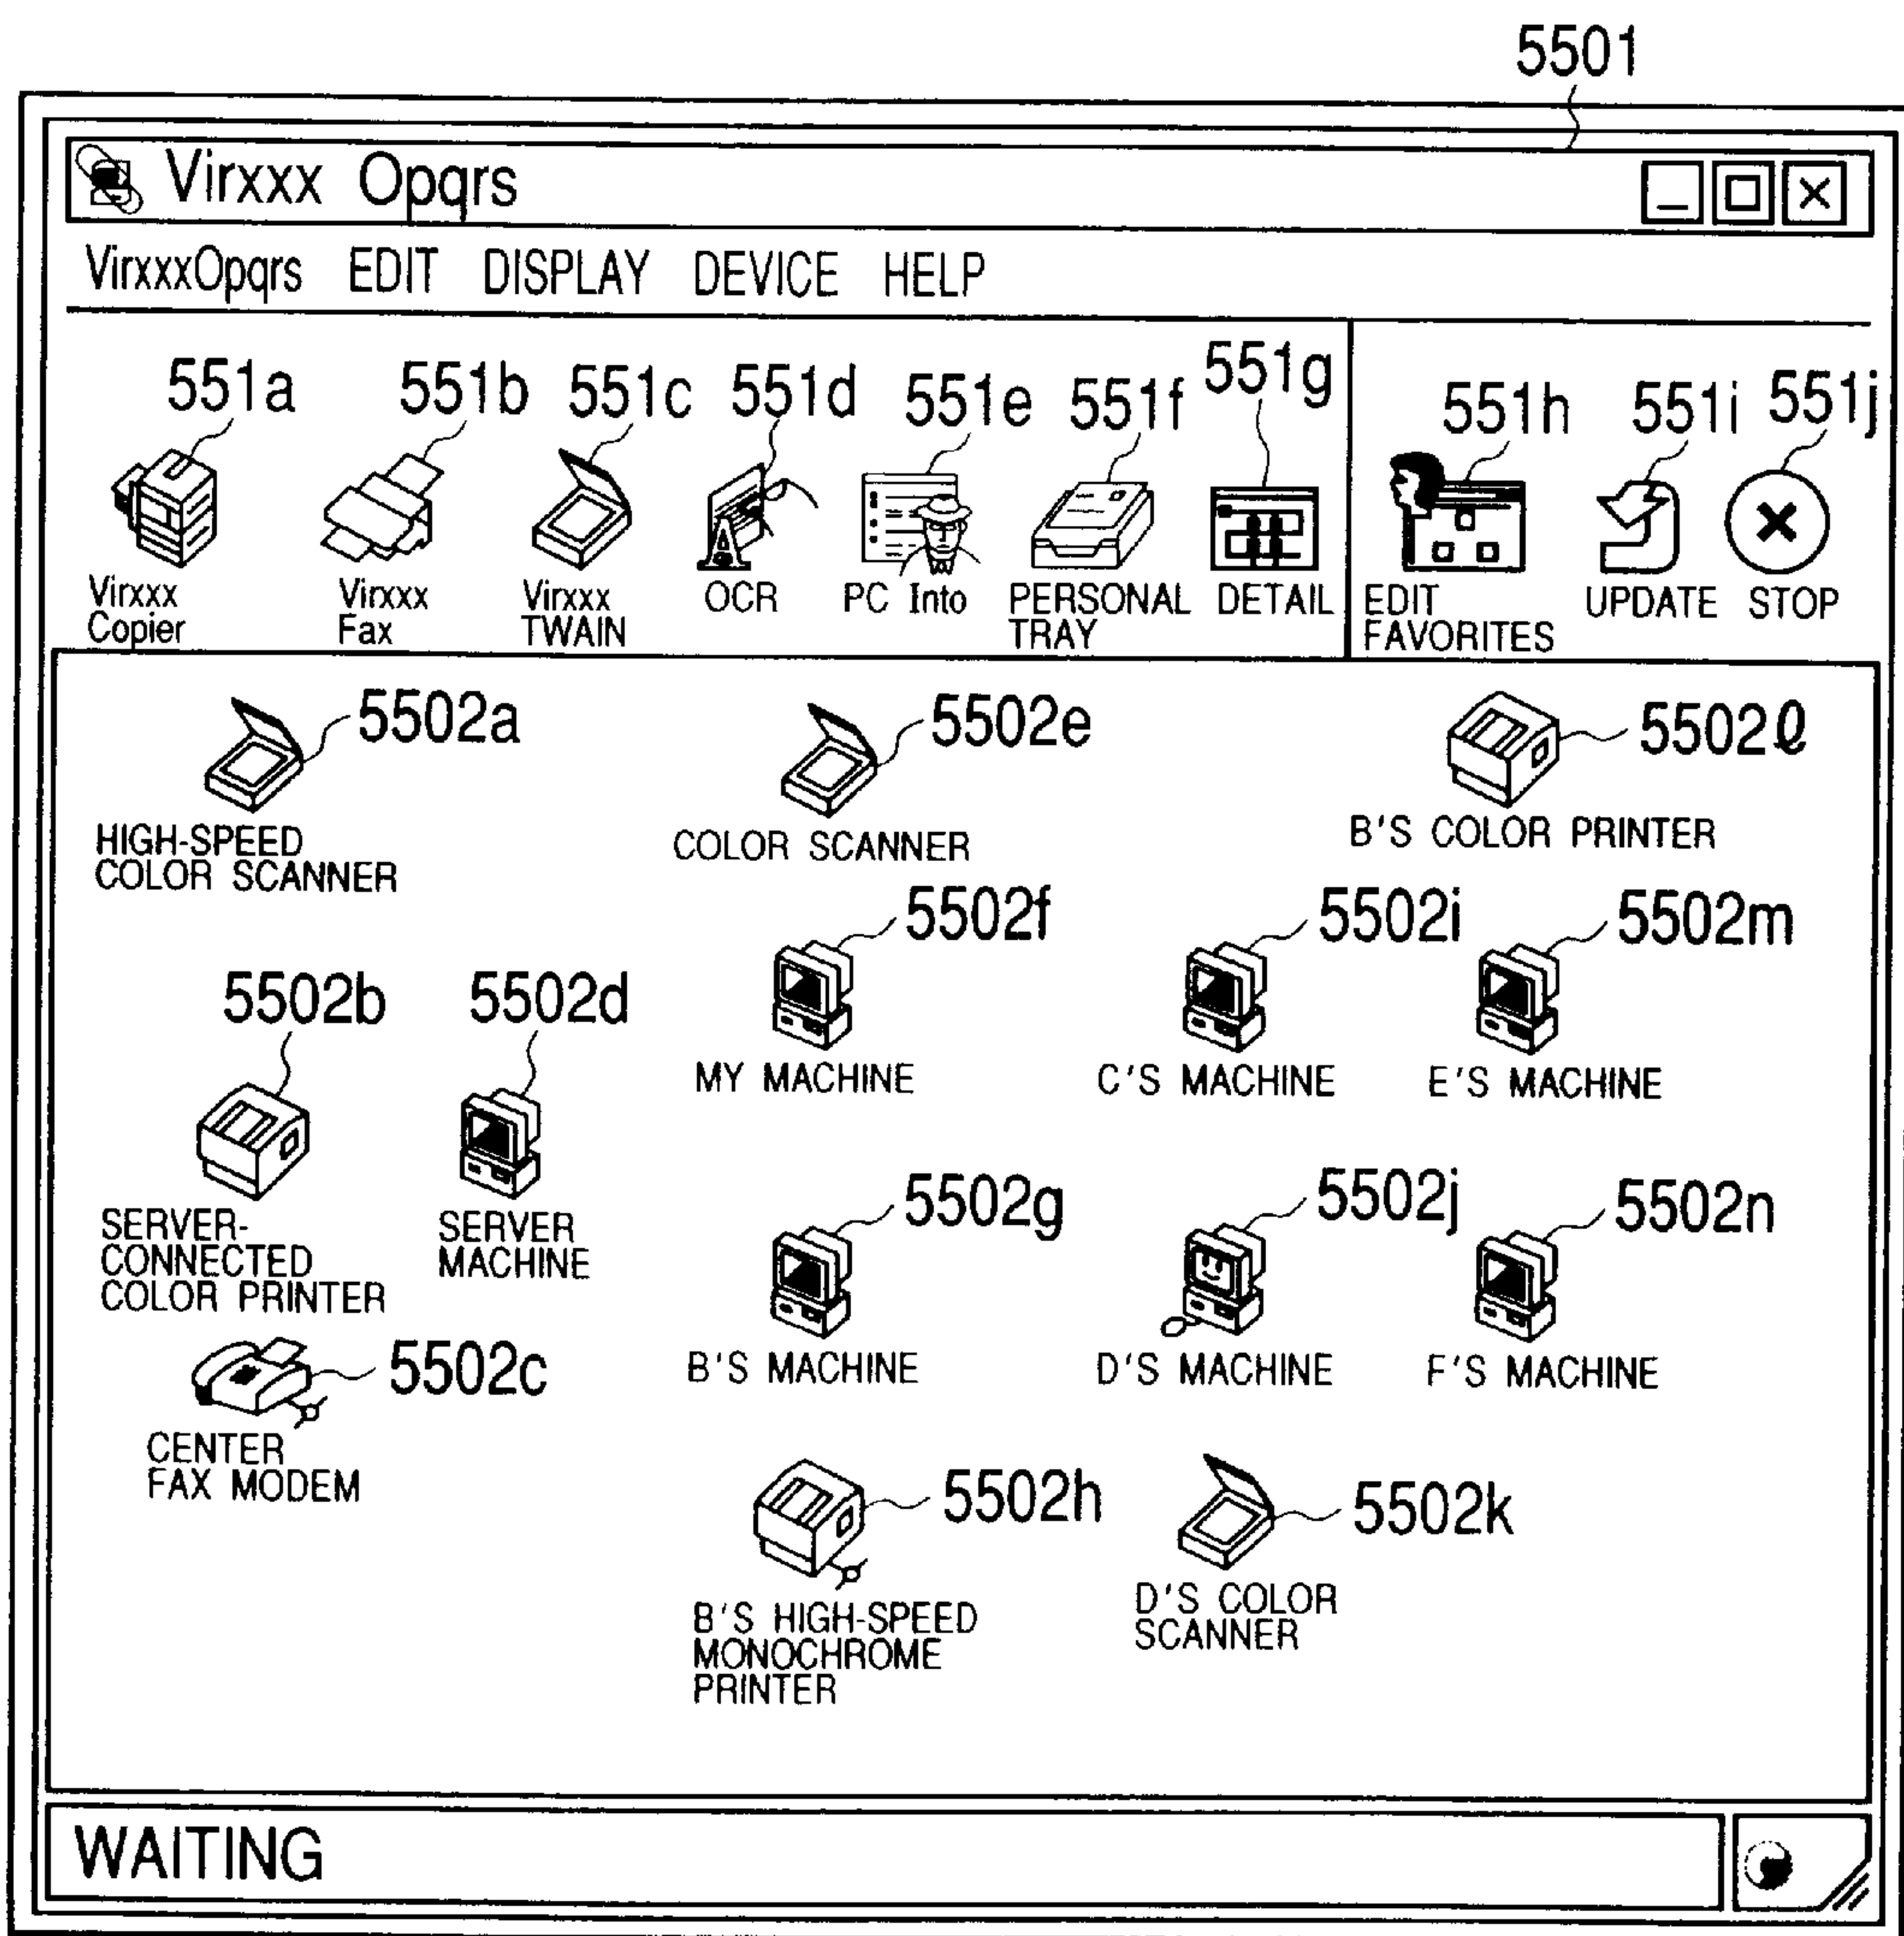 5501
Virxxx Opqrs
VirxxxOpqrs EDIT DISPLAY DEVICE HELP
551a 551b 551c 551d 551e 551f 551g 551h 551i 551j
Virxxx
Copier
Virxxx
Fax
Virxxx
TWAIN
OCR
PC Into
PERSONAL
TRAY
DETAIL
EDIT
FAVORITES
UPDATE
STOP
5502a
HIGH-SPEED
COLOR SCANNER
5502e
COLOR SCANNER
5502ℓ
B'S COLOR PRINTER
5502f
MY MACHINE
5502i
C'S MACHINE
5502m
E'S MACHINE
5502b
SERVER-
CONNECTED
COLOR PRINTER
5502d
SERVER
MACHINE
5502g
B'S MACHINE
5502j
D'S MACHINE
5502n
F'S MACHINE
5502c
CENTER
FAX MODEM
5502h
B'S HIGH-SPEED
MONOCHROME
PRINTER
5502k
D'S COLOR
SCANNER
WAITING